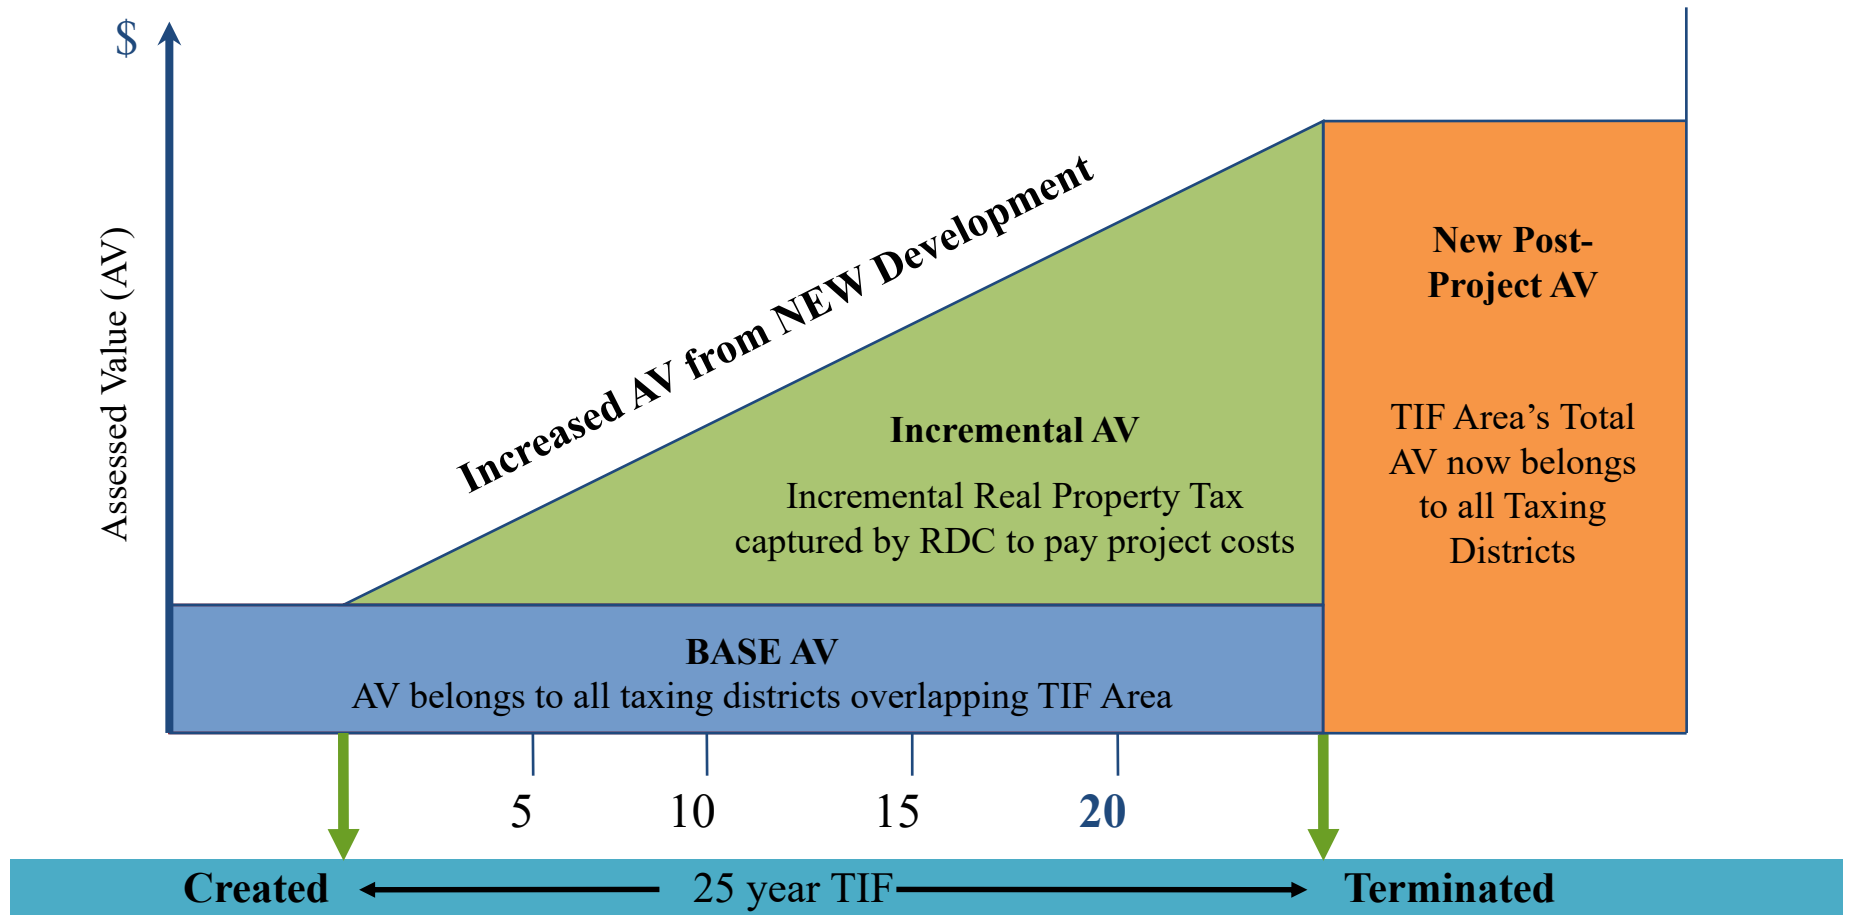 $
Assessed Value (AV)
Increased AV from NEW Development
New Post-
Project AV
TIF Area’s Total
AV now belongs
to all Taxing
Districts
Incremental AV
Incremental Real Property Tax
captured by RDC to pay project costs
BASE AV
AV belongs to all taxing districts overlapping TIF Area
5 10 15 20
Created 25 year TIF Terminated